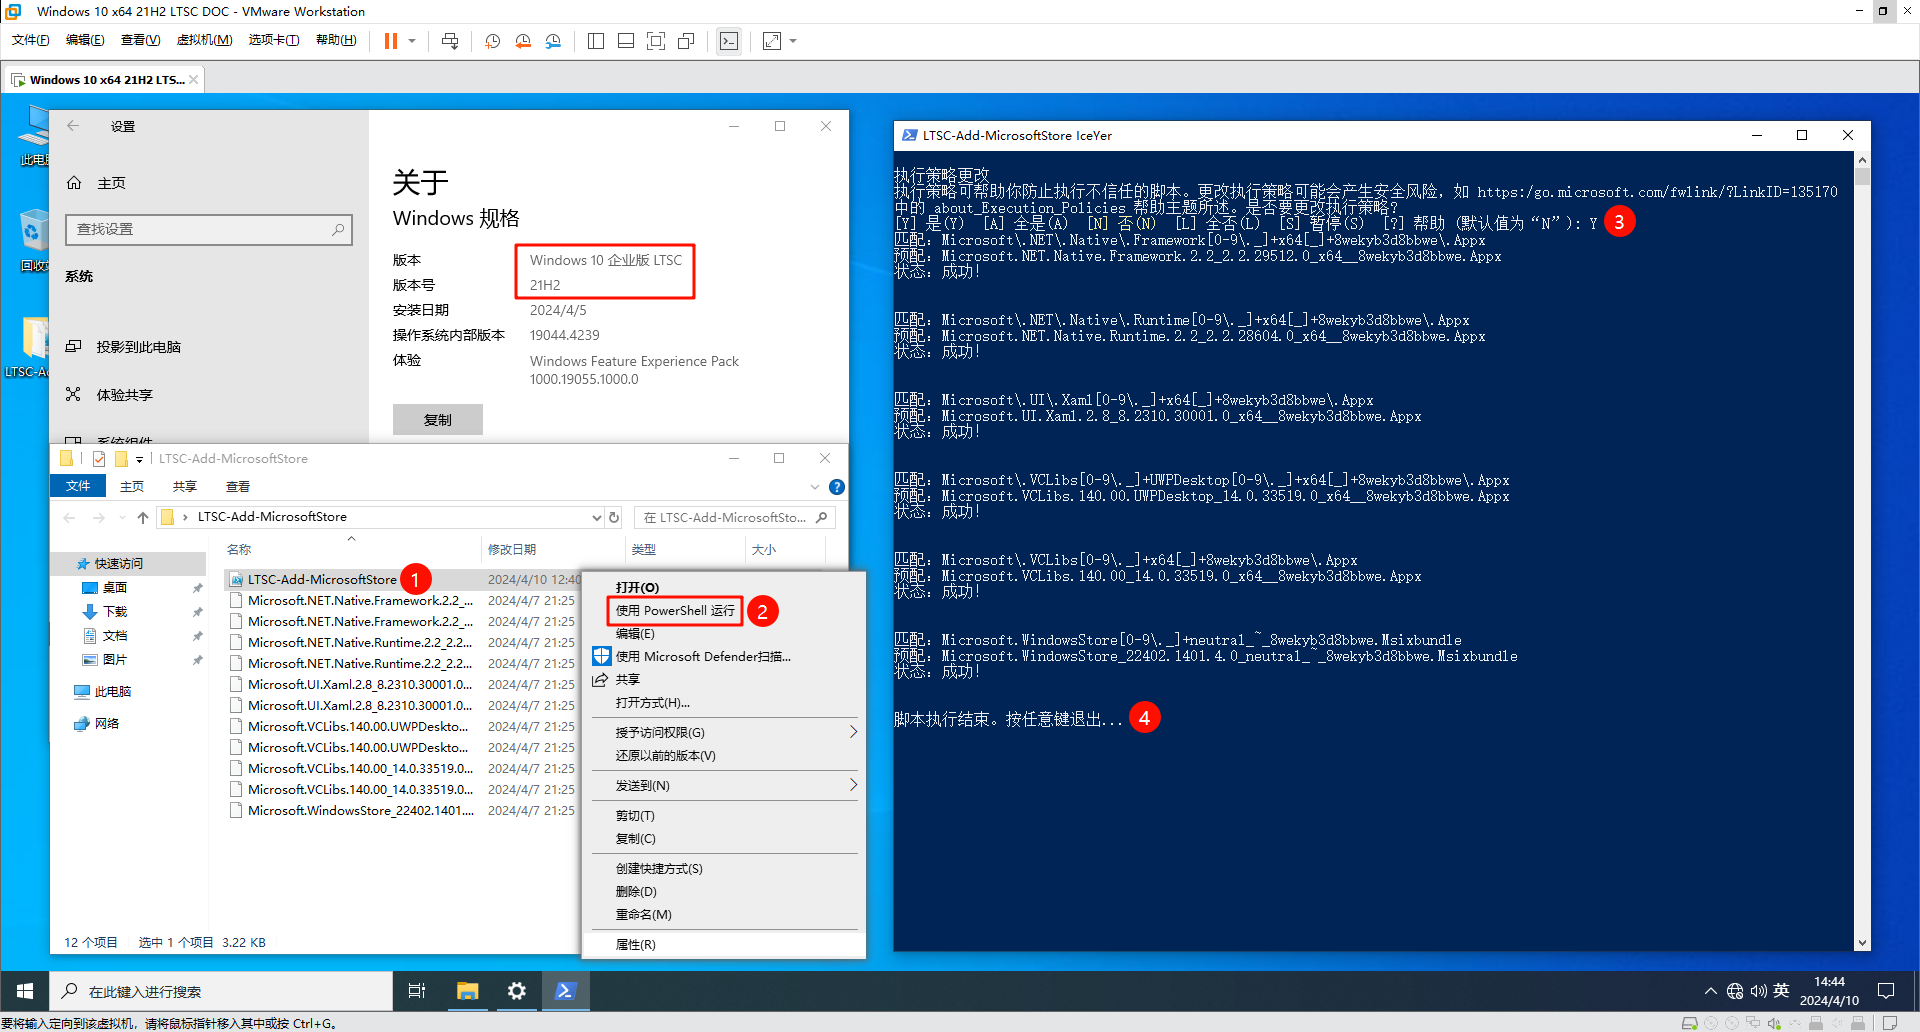 Windows 10 x64 21H2 LTSC DOC - VMware Workstation
文件(F) 编辑(E) 查看(V) 虚拟机(M) 选项卡(T) 帮助(H)
Windows 10 x64 21H2 LTS...
此电脑
回收站
LTSC-Ad
设置
主页
查找设置
系统
投影到此电脑
体验共享
系统组件
关于
Windows 规格
版本 Windows 10 企业版 LTSC
版本号 21H2
安装日期 2024/4/5
操作系统内部版本 19044.4239
体验 Windows Feature Experience Pack
1000.19055.1000.0
复制
LTSC-Add-MicrosoftStore
文件 主页 共享 查看
LTSC-Add-MicrosoftStore
在 LTSC-Add-MicrosoftSto...
名称 修改日期 类型 大小
快速访问
桌面
下载
文档
图片
此电脑
网络
LTSC-Add-MicrosoftStore 1 2024/4/10 12:40
Microsoft.NET.Native.Framework.2.2_... 2024/4/7 21:25
Microsoft.NET.Native.Framework.2.2_... 2024/4/7 21:25
Microsoft.NET.Native.Runtime.2.2_2.2... 2024/4/7 21:25
Microsoft.NET.Native.Runtime.2.2_2.2... 2024/4/7 21:25
Microsoft.UI.Xaml.2.8_8.2310.30001.0... 2024/4/7 21:25
Microsoft.UI.Xaml.2.8_8.2310.30001.0... 2024/4/7 21:25
Microsoft.VCLibs.140.00.UWPDeskto... 2024/4/7 21:25
Microsoft.VCLibs.140.00.UWPDeskto... 2024/4/7 21:25
Microsoft.VCLibs.140.00_14.0.33519.0... 2024/4/7 21:25
Microsoft.VCLibs.140.00_14.0.33519.0... 2024/4/7 21:25
Microsoft.WindowsStore_22402.1401.... 2024/4/7 21:25
12 个项目 选中 1 个项目 3.22 KB
打开(O)
使用 PowerShell 运行 2
编辑(E)
使用 Microsoft Defender扫描...
共享
打开方式(H)...
授予访问权限(G)
还原以前的版本(V)
发送到(N)
剪切(T)
复制(C)
创建快捷方式(S)
删除(D)
重命名(M)
属性(R)
LTSC-Add-MicrosoftStore IceYer
执行策略更改
执行策略可帮助你防止执行不信任的脚本。更改执行策略可能会产生安全风险，如 https:/go.microsoft.com/fwlink/?LinkID=135170
中的 about_Execution_Policies 帮助主题所述。是否要更改执行策略?
[Y] 是(Y) [A] 全是(A) [N] 否(N) [L] 全否(L) [S] 暂停(S) [?] 帮助 (默认值为“N”): Y 3
匹配: Microsoft\.NET\.Native\.Framework[0-9\._]+x64[_]+8wekyb3d8bbwe\.Appx
预配: Microsoft.NET.Native.Framework.2.2_2.2.29512.0_x64__8wekyb3d8bbwe.Appx
状态: 成功!
匹配: Microsoft\.NET\.Native\.Runtime[0-9\._]+x64[_]+8wekyb3d8bbwe\.Appx
预配: Microsoft.NET.Native.Runtime.2.2_2.2.28604.0_x64__8wekyb3d8bbwe.Appx
状态: 成功!
匹配: Microsoft\.UI\.Xaml[0-9\._]+x64[_]+8wekyb3d8bbwe\.Appx
预配: Microsoft.UI.Xaml.2.8_8.2310.30001.0_x64__8wekyb3d8bbwe.Appx
状态: 成功!
匹配: Microsoft\.VCLibs[0-9\._]+UWPDesktop[0-9\._]+x64[_]+8wekyb3d8bbwe\.Appx
预配: Microsoft.VCLibs.140.00.UWPDesktop_14.0.33519.0_x64__8wekyb3d8bbwe.Appx
状态: 成功!
匹配: Microsoft\.VCLibs[0-9\._]+x64[_]+8wekyb3d8bbwe\.Appx
预配: Microsoft.VCLibs.140.00_14.0.33519.0_x64__8wekyb3d8bbwe.Appx
状态: 成功!
匹配: Microsoft.WindowsStore[0-9\._]+neutral_~_8wekyb3d8bbwe.Msixbundle
预配: Microsoft.WindowsStore_22402.1401.4.0_neutral_~_8wekyb3d8bbwe.Msixbundle
状态: 成功!
脚本执行结束。按任意键退出... 4
在此键入进行搜索
英
14:44
2024/4/10
要将输入定向到该虚拟机，请将鼠标指针移入其中或按 Ctrl+G。